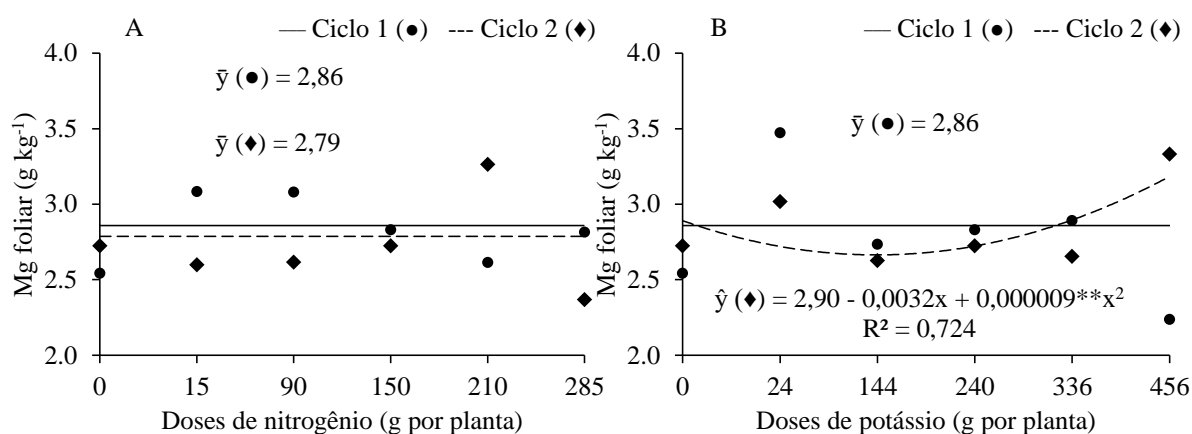 A
— Ciclo 1 (●) --- Ciclo 2 (♦)
Mg foliar (g kg⁻¹)
4.0
3.5
3.0
2.5
2.0
ȳ (●) = 2,86
ȳ (♦) = 2,79
0 15 90 150 210 285
Doses de nitrogênio (g por planta)
B
— Ciclo 1 (●) --- Ciclo 2 (♦)
Mg foliar (g kg⁻¹)
4.0
3.5
3.0
2.5
2.0
ȳ (●) = 2,86
ŷ (♦) = 2,90 - 0,0032x + 0,000009**x²
R² = 0,724
0 24 144 240 336 456
Doses de potássio (g por planta)